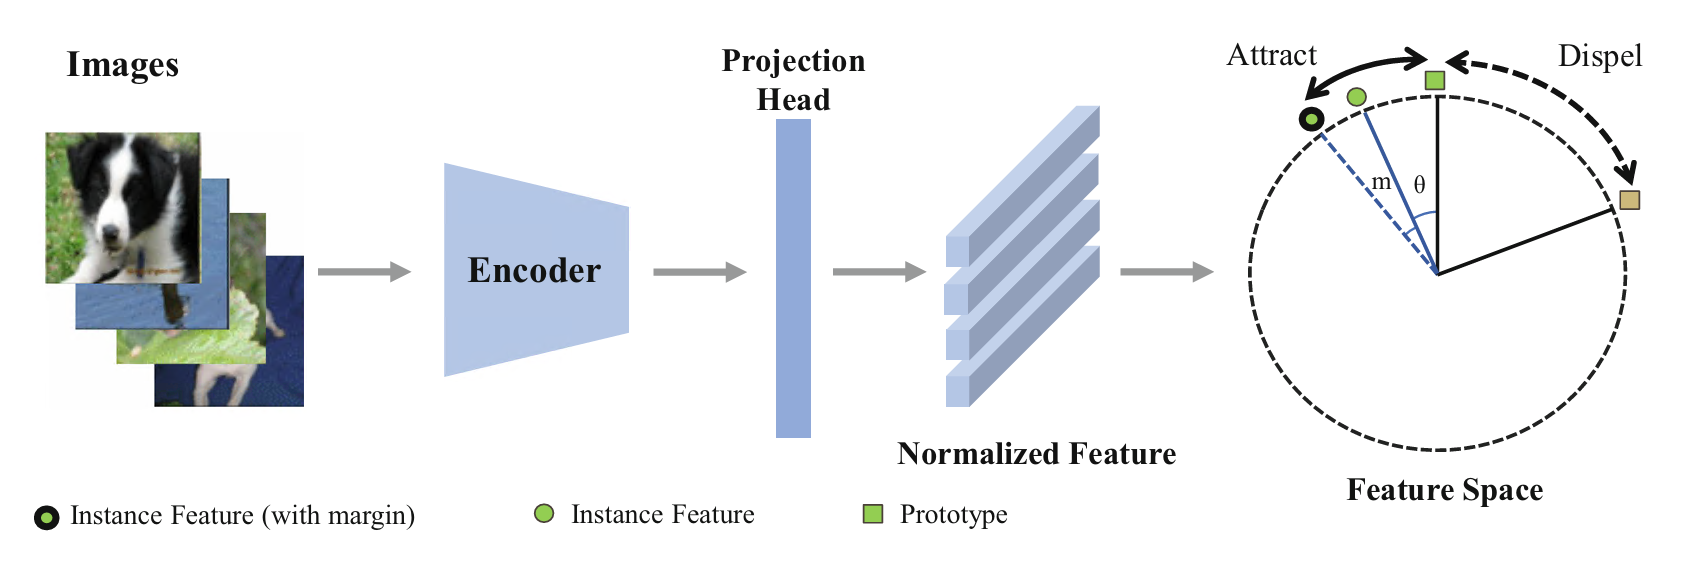 Images
Projection
Head
Encoder
Normalized Feature
Attract
Dispel
m
θ
Feature Space
Instance Feature (with margin)
Instance Feature
Prototype